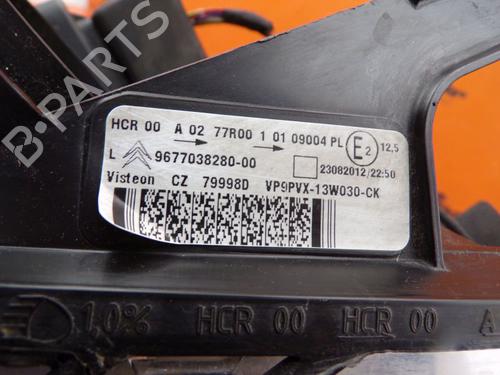 HCR 00 A 02 77R00 1 01 09004 PL E2 12,5
L 9677038280-00 23082012/22:50
Visteon CZ 79998D VP9PVX-13W030-CK
1,0% HCR 00 HCR 00 A
B-PARTS